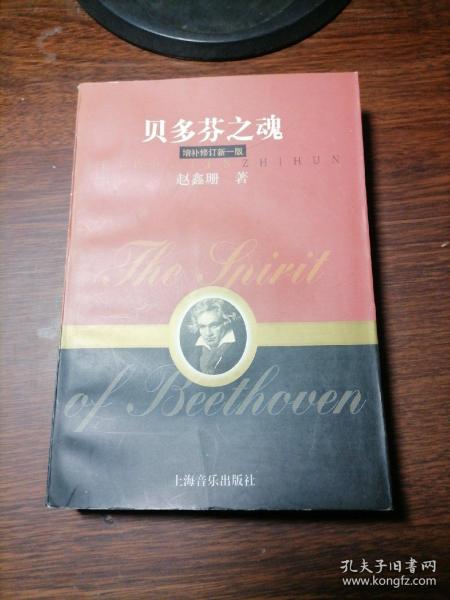 贝多芬之魂
增补修订新一版
ZHIHUN
赵鑫珊 著
The Spirit
of Beethoven
上海音乐出版社
孔夫子旧书网
www.kongfz.com